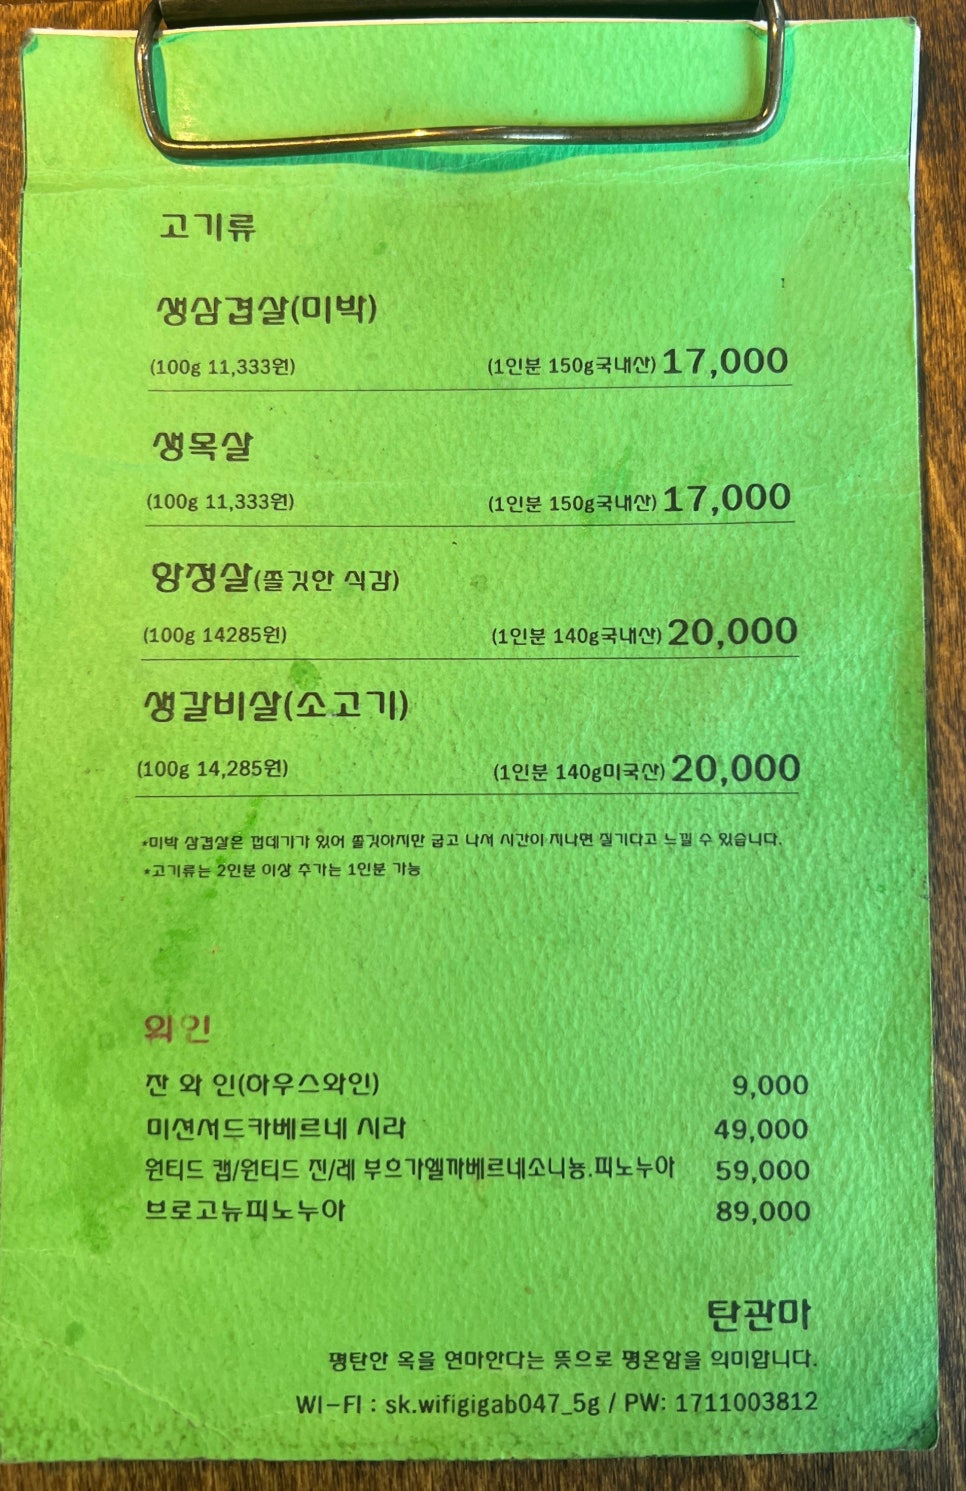 고기류
생삼겹살(미박)
(100g 11,333원) (1인분 150g국내산) 17,000
생목살
(100g 11,333원) (1인분 150g국내산) 17,000
항정살(쫄깃한 식감)
(100g 14285원) (1인분 140g국내산) 20,000
생갈비살(소고기)
(100g 14,285원) (1인분 140g미국산) 20,000
*미박 삼겹살은 껍데기가 있어 쫄깃하지만 굽고 나서 시간이 지나면 질기다고 느낄 수 있습니다.
*고기류는 2인분 이상 추가는 1인분 가능
와인
잔 와 인(하우스와인) 9,000
미션서드카베르네 시라 49,000
윈티드 캡/윈티드 진/레 부흐가엘까베르네소니뇽.피노누아 59,000
브로고뉴피노누아 89,000
탄관마
평탄한 옥을 연마한다는 뜻으로 평온함을 의미합니다.
WI-FI : sk.wifigigab047_5g / PW: 1711003812